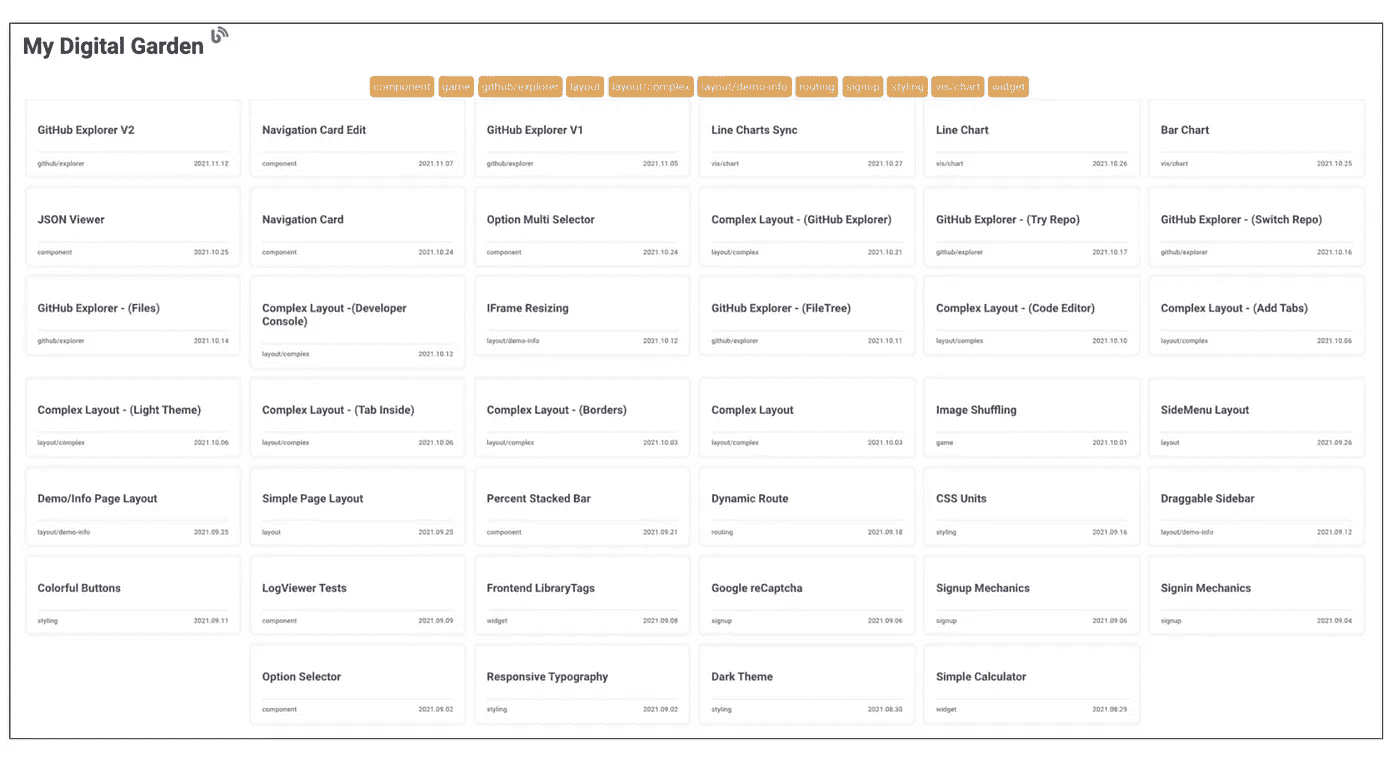 My Digital Garden
component game github/explorer layout layout/complex layout/demo-info routing signup styling vis/chart widget
GitHub Explorer V2
github/explorer 2021.11.12
Navigation Card Edit
component 2021.11.07
GitHub Explorer V1
github/explorer 2021.11.05
Line Charts Sync
vis/chart 2021.10.27
Line Chart
vis/chart 2021.10.26
Bar Chart
vis/chart 2021.10.25
JSON Viewer
component 2021.10.25
Navigation Card
component 2021.10.24
Option Multi Selector
component 2021.10.24
Complex Layout - (GitHub Explorer)
layout/complex 2021.10.21
GitHub Explorer - (Try Repo)
github/explorer 2021.10.17
GitHub Explorer - (Switch Repo)
github/explorer 2021.10.16
GitHub Explorer - (Files)
github/explorer 2021.10.14
Complex Layout -(Developer
Console)
layout/complex 2021.10.12
IFrame Resizing
layout/demo-info 2021.10.12
GitHub Explorer - (FileTree)
github/explorer 2021.10.11
Complex Layout - (Code Editor)
layout/complex 2021.10.10
Complex Layout - (Add Tabs)
layout/complex 2021.10.06
Complex Layout - (Light Theme)
layout/complex 2021.10.06
Complex Layout - (Tab Inside)
layout/complex 2021.10.06
Complex Layout - (Borders)
layout/complex 2021.10.03
Complex Layout
layout/complex 2021.10.03
Image Shuffling
game 2021.10.01
SideMenu Layout
layout 2021.09.26
Demo/Info Page Layout
layout/demo-info 2021.09.25
Simple Page Layout
layout 2021.09.25
Percent Stacked Bar
component 2021.09.21
Dynamic Route
routing 2021.09.18
CSS Units
styling 2021.09.16
Draggable Sidebar
layout/demo-info 2021.09.12
Colorful Buttons
styling 2021.09.11
LogViewer Tests
component 2021.09.09
Frontend LibraryTags
widget 2021.09.08
Google reCaptcha
signup 2021.09.06
Signup Mechanics
signup 2021.09.06
Signin Mechanics
signup 2021.09.04
Option Selector
component 2021.09.02
Responsive Typography
styling 2021.09.02
Dark Theme
styling 2021.08.30
Simple Calculator
widget 2021.08.29